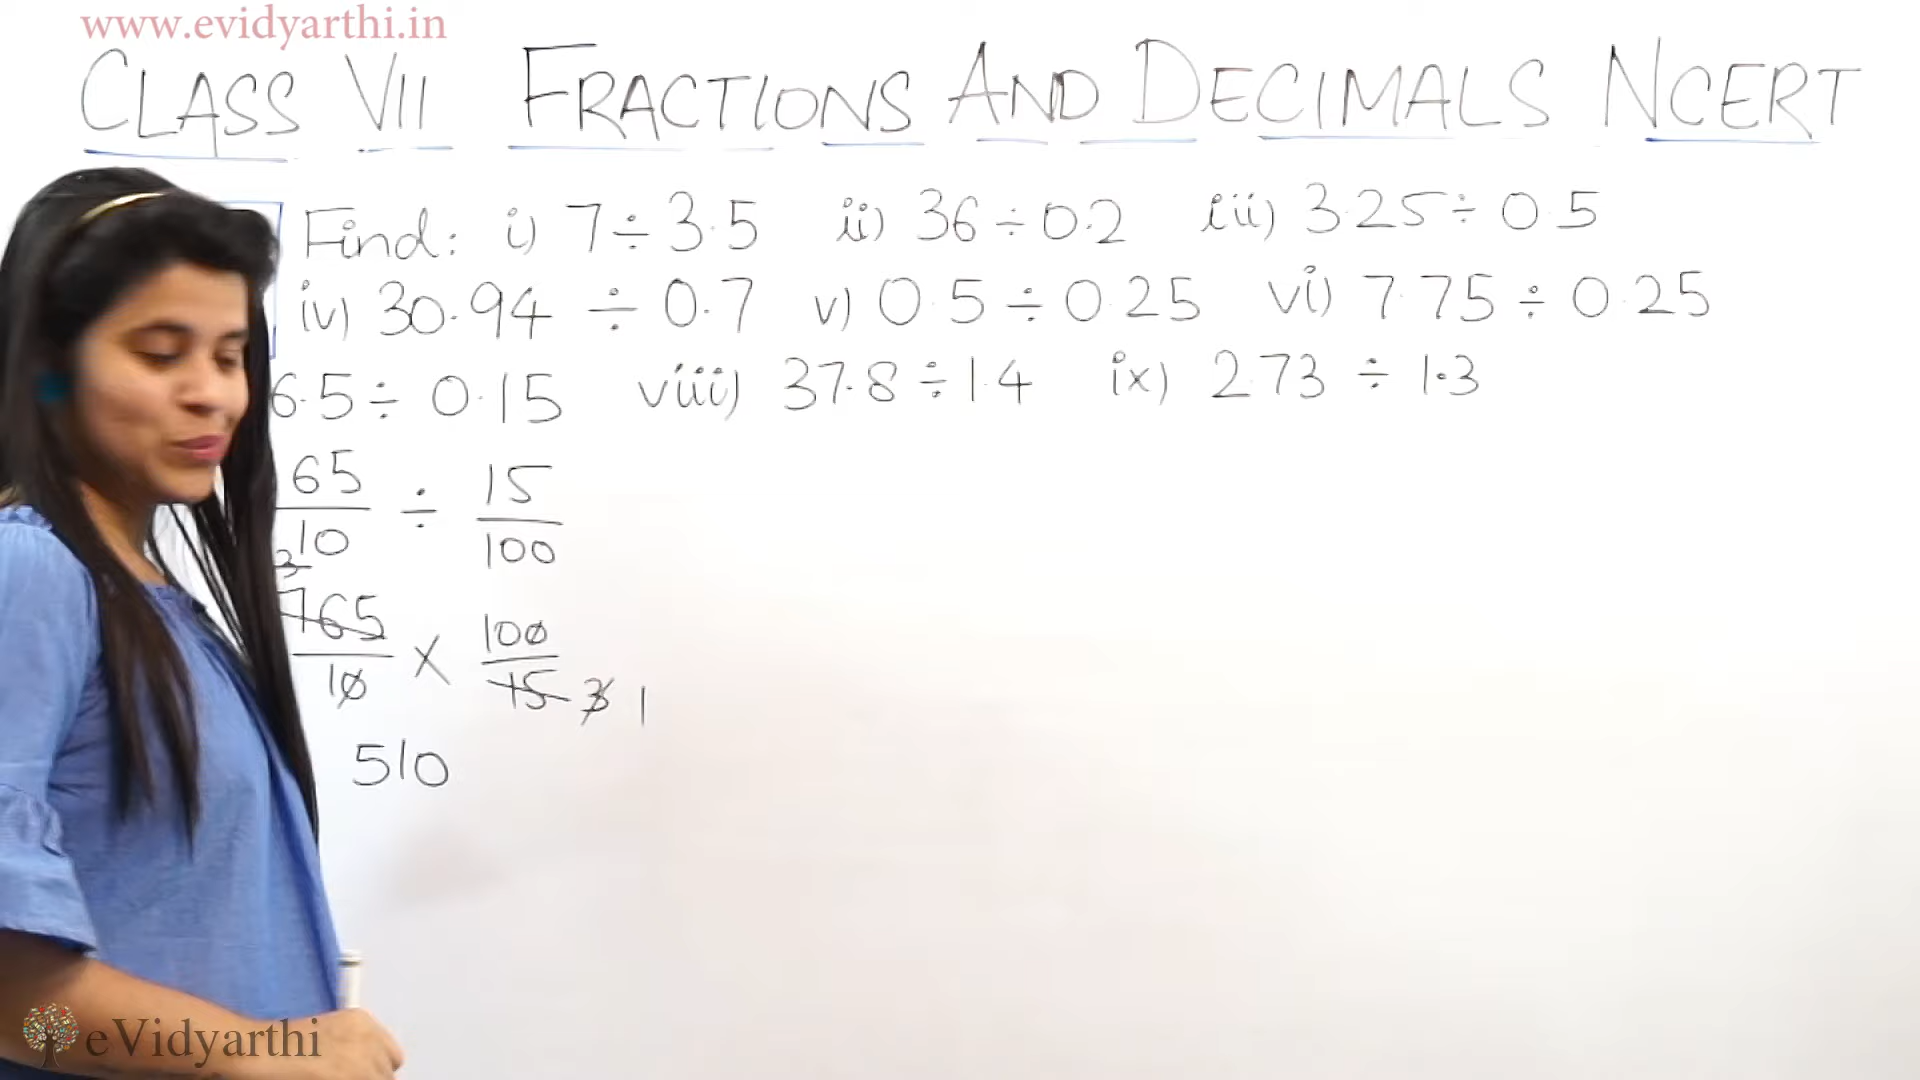 www.evidyarthi.in
CLASS VII FRACTIONS AND DECIMALS NCERT
Find: i) 7 ÷ 3.5 ii) 36 ÷ 0.2 iii) 3.25 ÷ 0.5
iv) 30.94 ÷ 0.7 v) 0.5 ÷ 0.25 vi) 7.75 ÷ 0.25
6.5 ÷ 0.15 viii) 37.8 ÷ 1.4 ix) 2.73 ÷ 1.3
65 ÷ 15
10 100
765 × 100
10 15 3 1
510
eVidyarthi